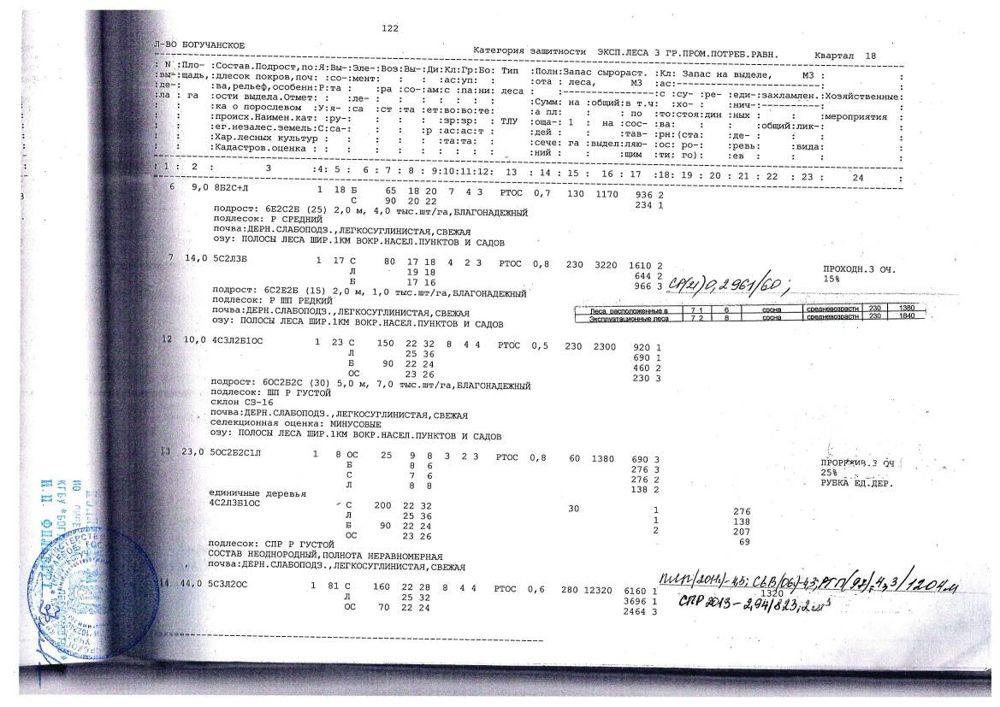 122
Л-ВО БОГУЧАНСКОЕ Категория защитности ЭКСП.ЛЕСА 3 ГР.ПРОМ.ПОТРЕБ.РАВН. Квартал 18
: N :Пло- :Состав.Подрост,по:Я:Вы-:Эле-:Воз:Вы-:Ди:Кл:Гр:Бо: Тип :Полн:Запас сырораст. :Кл: Запас на выделе, М3 : :
:вы-:щадь,:длесок покров,поч: :со-:мент: : : :ас:уп: : :ота : леса, М3 :ас:---------------------------: :
:де-: :ва,рельеф,особенн:Р:та : :ра :со-:ам:с :па:ни: леса : :----------------:с :су- :ре- :еди-:захламлен.:Хозяйственные:
:ла : га :ости выдела.Отмет: : :ле- : : : : : : : : :Сумм: на :общий:в т.ч: :хо- : :нич-:----------: :
: : :ка о порослевом :У:я- :са :ст :та :ет:во:во:те: :а пл: : : по :то:стоя:дин :ных : : :мероприятия :
: : :происх.Наимен.кат: :ру-: : : : :зр:зр: : ТЛУ :оща-: 1 : на :сос- :ва: : : :общий:лик-: :
: : :ег.незалес.земель:С:са-: : : :р :ас:ас:т : :дей : : :тав- :рн:(ста: :де- : : : :
: : :Хар.лесных культур : : : : : : :та:та: : :сече: га :выдел:ляю- :ос: ро-: :ревь: :вида: :
: : :Кадастров.оценка : : : : : : : : : : : :ний : : :щим :ти: го): :ев : : : :
: 1 : 2 : 3 :4: 5 : 6 : 7 : 8 : 9:10:11:12: 13 : 14 : 15 : 16 : 17 :18: 19 : 20 : 21 : 22 : 23 : 24 :
6 9,0 8Б2С+Л 1 18 Б 65 18 20 7 4 3 РТОС 0,7 130 1170 936 2
С 90 20 22 234 1
подрост: 6Е2С2Б (25) 2,0 м, 4,0 тыс.шт/га,БЛАГОНАДЕЖНЫЙ
подлесок: Р СРЕДНИЙ
почва:ДЕРН.СЛАБОПОДЗ.,ЛЕГКОСУГЛИНИСТАЯ,СВЕЖАЯ
озу: ПОЛОСЫ ЛЕСА ШИР.1КМ ВОКР.НАСЕЛ.ПУНКТОВ И САДОВ
7 14,0 5С2Л3Б 1 17 С 80 17 18 4 2 3 РТОС 0,8 230 3220 1610 2 ПРОХОДН.3 ОЧ.
Л 19 18 644 2 15%
Б 17 16 966 3
подрост: 6С2Е2Б (15) 2,0 м, 1,0 тыс.шт/га,БЛАГОНАДЕЖНЫЙ
подлесок: Р ШП РЕДКИЙ
почва:ДЕРН.СЛАБОПОДЗ.,ЛЕГКОСУГЛИНИСТАЯ,СВЕЖАЯ
озу: ПОЛОСЫ ЛЕСА ШИР.1КМ ВОКР.НАСЕЛ.ПУНКТОВ И САДОВ
Леса, расположенные в 7 1 6 сосна средневозрастн 230 1380
Эксплуатационные леса 7 2 8 сосна средневозрастн 230 1840
12 10,0 4С3Л2Б1ОС 1 23 С 150 22 32 8 4 4 РТОС 0,5 230 2300 920 1
Л 25 36 690 1
Б 90 22 24 460 2
ОС 23 26 230 3
подрост: 6ОС2Б2С (30) 5,0 м, 7,0 тыс.шт/га,БЛАГОНАДЕЖНЫЙ
подлесок: ШП Р ГУСТОЙ
склон СЗ-16
почва:ДЕРН.СЛАБОПОДЗ.,ЛЕГКОСУГЛИНИСТАЯ,СВЕЖАЯ
селекционная оценка: МИНУСОВЫЕ
озу: ПОЛОСЫ ЛЕСА ШИР.1КМ ВОКР.НАСЕЛ.ПУНКТОВ И САДОВ
13 23,0 5ОС2Б2С1Л 1 8 ОС 25 9 8 3 2 3 РТОС 0,8 60 1380 690 3 ПРОРЕЖИВ.3 ОЧ
Б 8 6 276 3 25%
С 7 6 276 2 РУБКА ЕД.ДЕР.
Л 8 8 138 2
единичные деревья
4С2Л3Б1ОС С 200 22 32 30 1 276
Л 25 36 1 138
Б 90 22 24 2 207
ОС 23 26 69
подлесок: СПР Р ГУСТОЙ
СОСТАВ НЕОДНОРОДНЫЙ,ПОЛНОТА НЕРАВНОМЕРНАЯ
почва:ДЕРН.СЛАБОПОДЗ.,ЛЕГКОСУГЛИНИСТАЯ,СВЕЖАЯ
14 44,0 5С3Л2ОС 1 81 С 160 22 28 8 4 4 РТОС 0,6 280 12320 6160 1 1320
Л 25 32 3696 1
ОС 70 22 24 2464 3
СПР 2013-2,94/823,2 м³